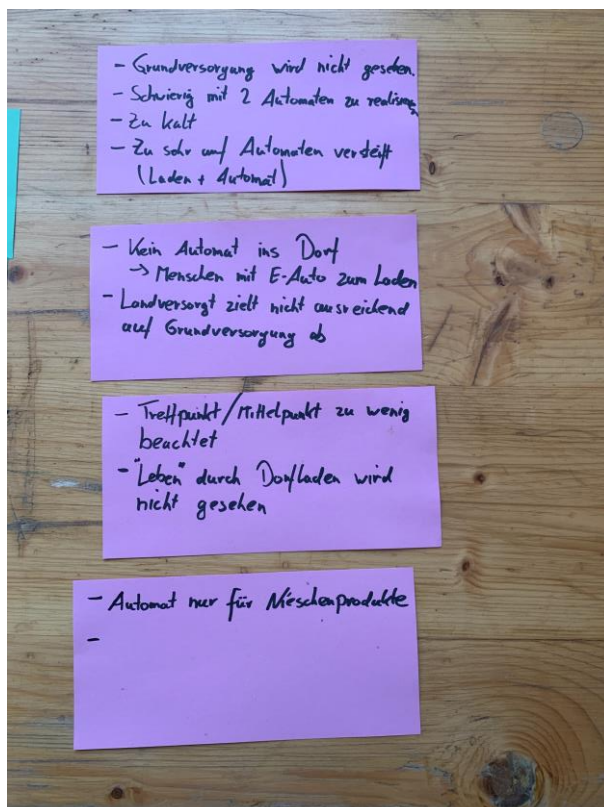 - Grundversorgung wird nicht gesehen.
- Schwierig mit 2 Automaten zu realisieren
- Zu kalt
- Zu sehr auf Automaten versteift
(Laden + Automat)
- Kein Automat ins Dorf
→ Menschen mit E-Auto zum Laden
- Landversorgt zielt nicht ausreichend
auf Grundversorgung ab
- Treffpunkt/Mittelpunkt zu wenig
beachtet
- "Leben" durch Dorfladen wird
nicht gesehen
- Automat nur für Nieschenprodukte
-